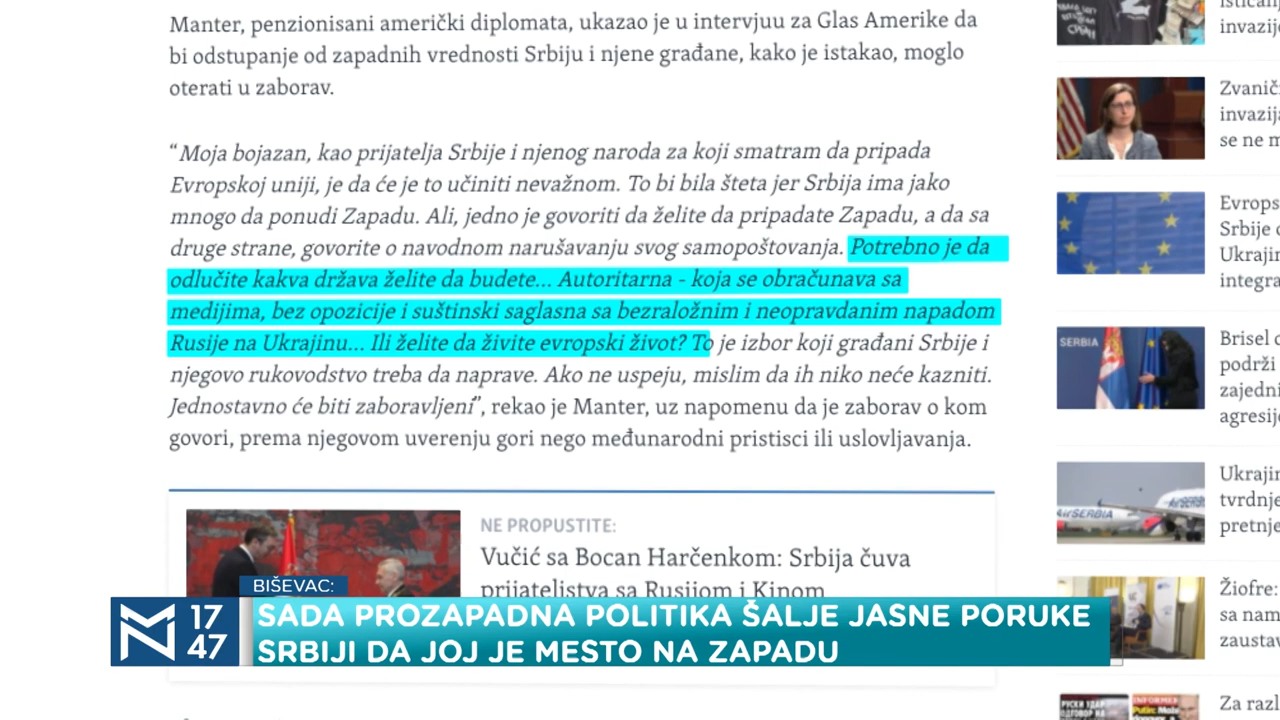 Manter, penzionisani američki diplomata, ukazao je u intervjuu za Glas Amerike da
bi odstupanje od zapadnih vrednosti Srbiju i njene građane, kako je istakao, moglo
oterati u zaborav.
“Moja bojazan, kao prijatelja Srbije i njenog naroda za koji smatram da pripada
Evropskoj uniji, je da će je to učiniti nevažnom. To bi bila šteta jer Srbija ima jako
mnogo da ponudi Zapadu. Ali, jedno je govoriti da želite da pripadate Zapadu, a da sa
druge strane, govorite o navodnom narušavanju svog samopoštovanja. Potrebno je da
odlučite kakva država želite da budete... Autoritarna - koja se obračunava sa
medijima, bez opozicije i suštinski saglasna sa bezraložnim i neopravdanim napadom
Rusije na Ukrajinu... Ili želite da živite evropski život? To je izbor koji građani Srbije i
njegovo rukovodstvo treba da naprave. Ako ne uspeju, mislim da ih niko neće kazniti.
Jednostavno će biti zaboravljeni”, rekao je Manter, uz napomenu da je zaborav o kom
govori, prema njegovom uverenju gori nego međunarodni pristisci ili uslovljavanja.
NE PROPUSTITE:
Vučić sa Bocan Harčenkom: Srbija čuva
prijateljstva sa Rusijom i Kinom
invazij
Zvanič
invazij
se ne m
Evrops
Srbije
Ukrajin
integra
SERBIA
Brisel
podrži
zajedni
agresij
Ukrajin
tvrdnje
pretnje
AirSERBIA
Žiofre:
sa nam
zaustav
Za razl
INFORMER
Putin:
BIŠEVAC:
17
47
SADA PROZAPADNA POLITIKA ŠALJE JASNE PORUKE
SRBIJI DA JOJ JE MESTO NA ZAPADU